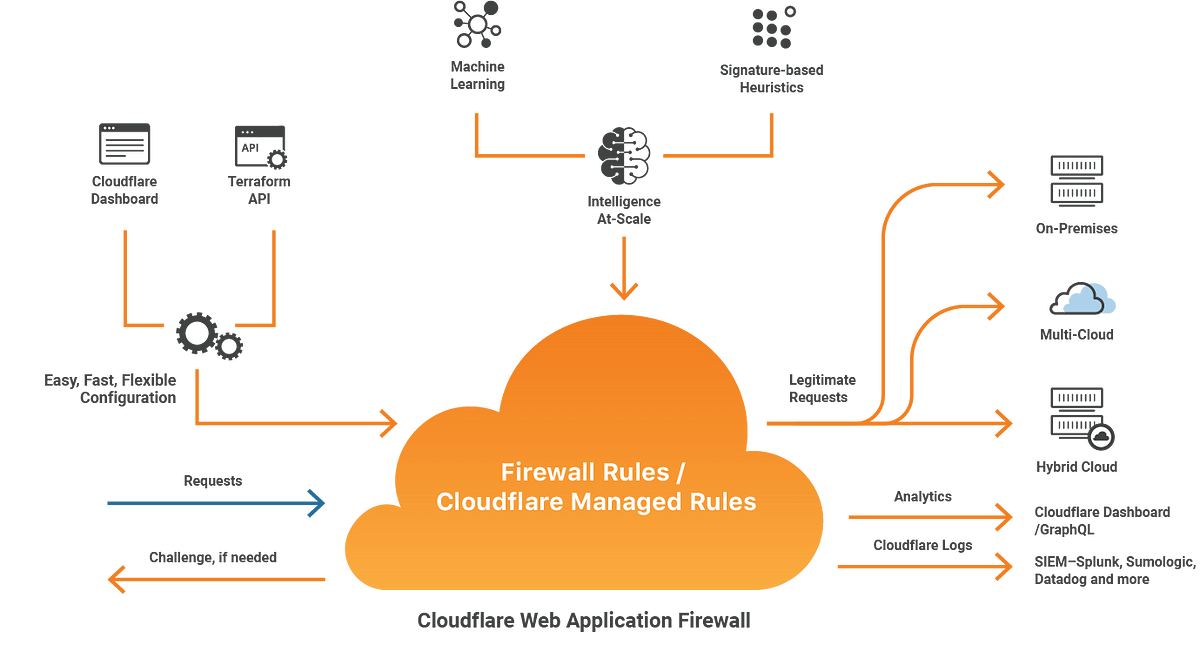 Machine
Learning
Signature-based
Heuristics
API
Cloudflare
Dashboard
Terraform
API
Intelligence
At-Scale
On-Premises
Multi-Cloud
Easy, Fast, Flexible
Configuration
Legitimate
Requests
Hybrid Cloud
Firewall Rules /
Cloudflare Managed Rules
Requests
Challenge, if needed
Analytics
Cloudflare Dashboard
/GraphQL
Cloudflare Logs
SIEM–Splunk, Sumologic,
Datadog and more
Cloudflare Web Application Firewall